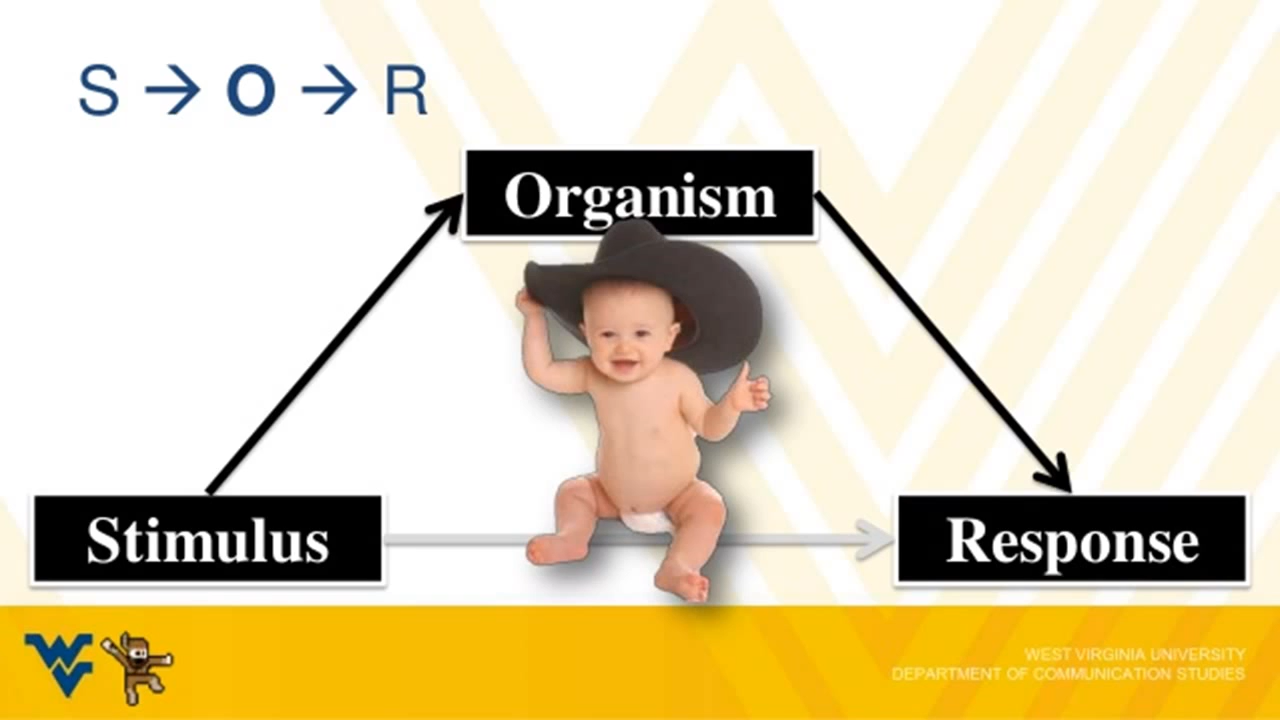 S → O → R
Organism
Stimulus
Response
WEST VIRGINIA UNIVERSITY
DEPARTMENT OF COMMUNICATION STUDIES